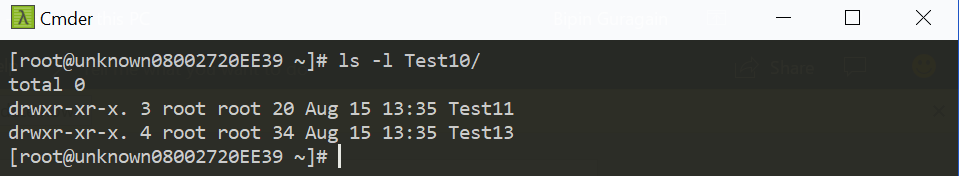 Cmder
[root@unknown08002720EE39 ~]# ls -l Test10/
total 0
drwxr-xr-x. 3 root root 20 Aug 15 13:35 Test11
drwxr-xr-x. 4 root root 34 Aug 15 13:35 Test13
[root@unknown08002720EE39 ~]#
Share